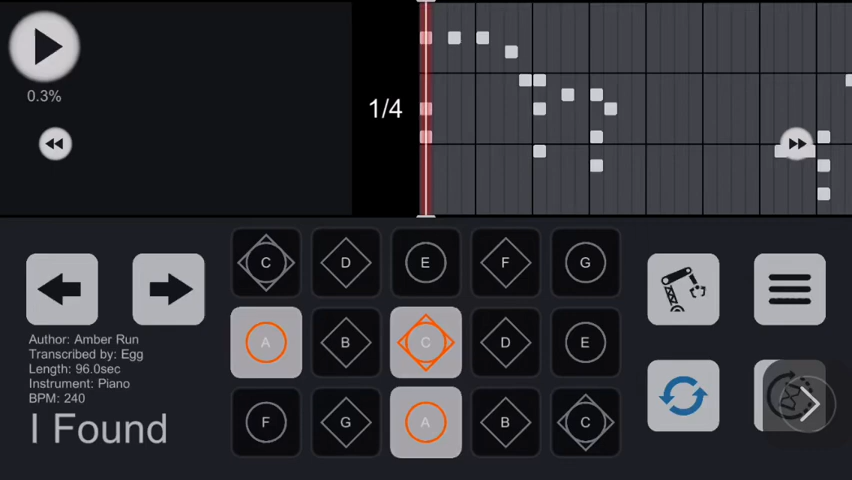 0.3%
1/4
C D E F G
A B C D E
F G A B C
Author: Amber Run
Transcribed by: Egg
Length: 96.0sec
Instrument: Piano
BPM: 240
I Found